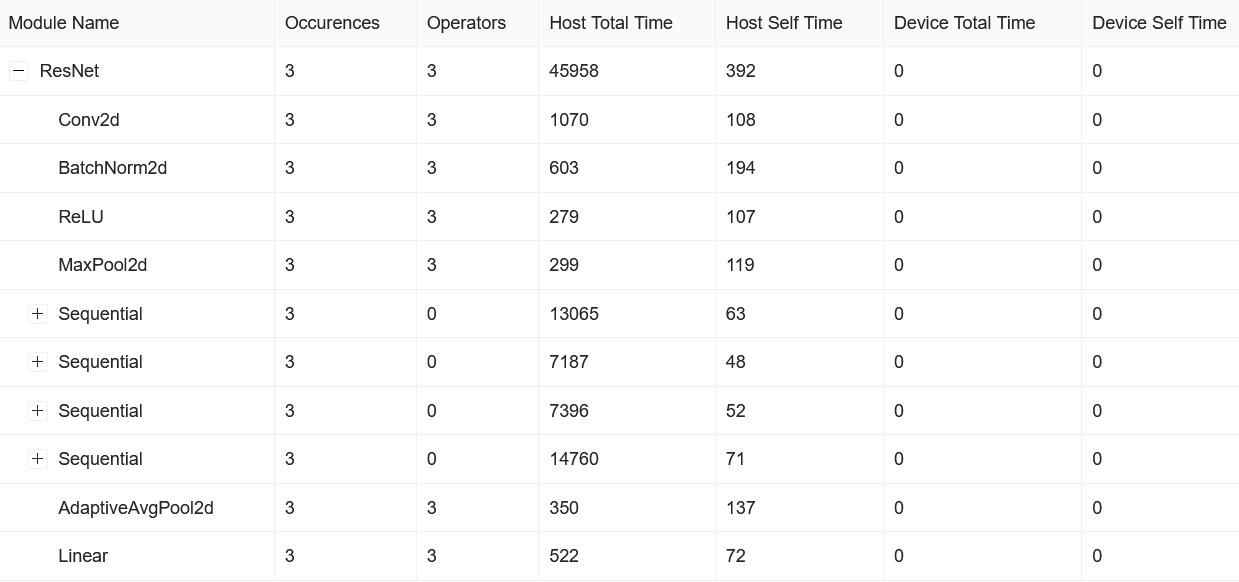 Module Name Occurences Operators Host Total Time Host Self Time Device Total Time Device Self Time
ResNet 3 3 45958 392 0 0
Conv2d 3 3 1070 108 0 0
BatchNorm2d 3 3 603 194 0 0
ReLU 3 3 279 107 0 0
MaxPool2d 3 3 299 119 0 0
Sequential 3 0 13065 63 0 0
Sequential 3 0 7187 48 0 0
Sequential 3 0 7396 52 0 0
Sequential 3 0 14760 71 0 0
AdaptiveAvgPool2d 3 3 350 137 0 0
Linear 3 3 522 72 0 0